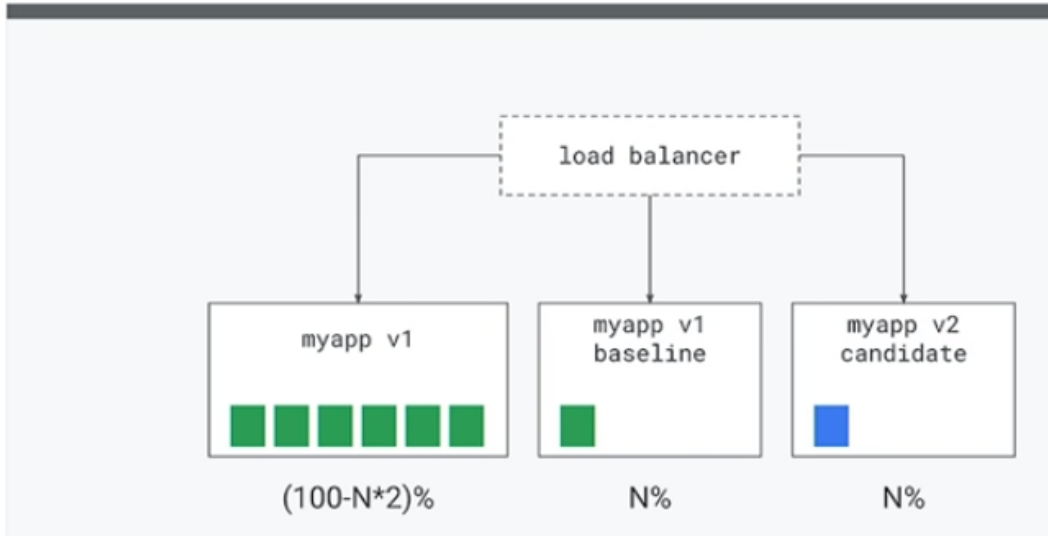 load balancer
myapp v1
myapp v1
baseline
myapp v2
candidate
(100-N*2)%
N%
N%